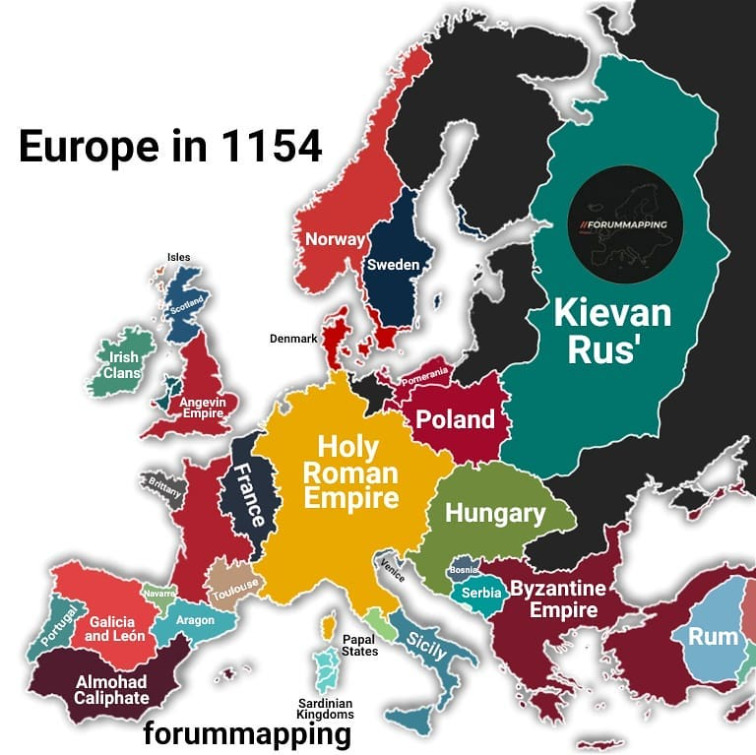 Europe in 1154
//FORUMMAPPING
Norway
Sweden
Isles
Scotland
Kievan
Rus'
Denmark
Irish
Clans
Pomerania
Angevin
Empire
Poland
Holy
Roman
Empire
France
Brittany
Hungary
Venice
Bosnia
Toulouse
Navarre
Serbia
Byzantine
Empire
Portugal
Galicia
and León
Aragon
Papal
States
Sicily
Rum
Almohad
Caliphate
Sardinian
Kingdoms
forummapping